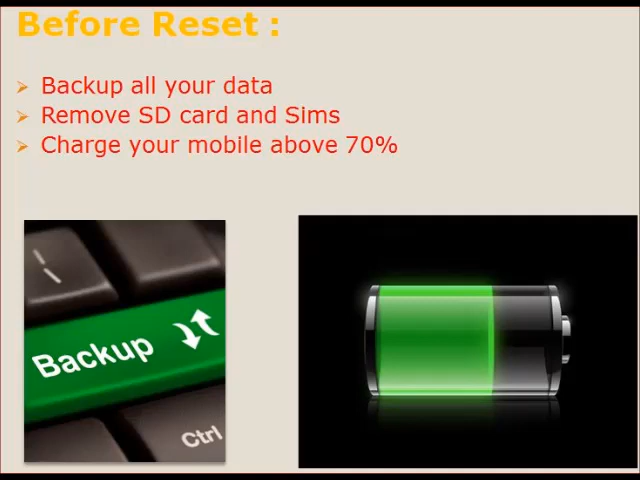 Before Reset :
Backup all your data
Remove SD card and Sims
Charge your mobile above 70%
Backup
Ctrl